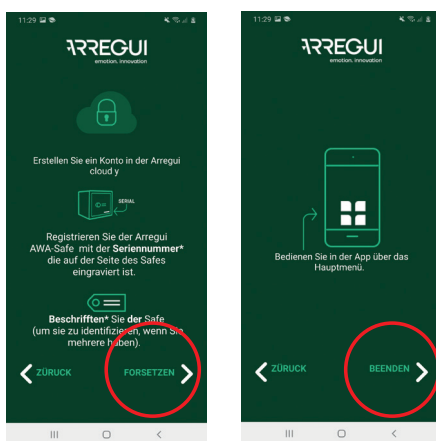 11:29
ARREGUI
emotion. innovation
Erstellen Sie ein Konto in der Arregui
cloud y
SERIAL
Registrieren Sie der Arregui
AWA-Safe mit der Seriennummer*
die auf der Seite des Safes
eingraviert ist.
Beschrifften* Sie der Safe
(um sie zu identifizieren, wenn Sie
mehrere haben).
ZÜRUCK
FORSETZEN
11:29
ARREGUI
emotion. innovation
Bedienen Sie in der App über das
Hauptmenü.
ZÜRUCK
BEENDEN